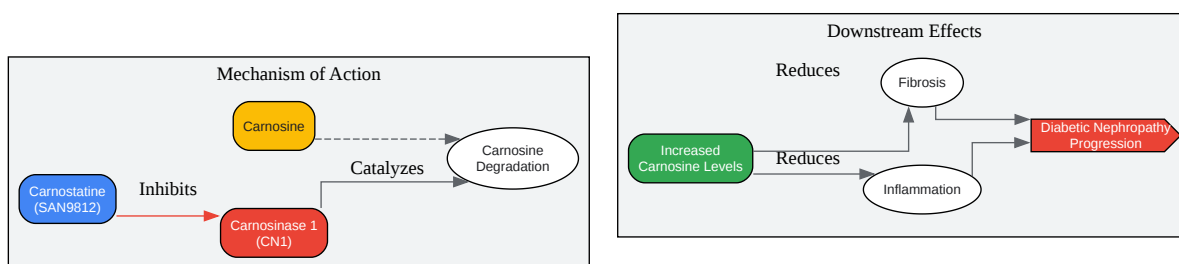 Mechanism of Action
Carnosine
Carnosine
Degradation
Catalyzes
Inhibits
Carnostatine
(SAN9812)
Carnosinase 1
(CN1)
Downstream Effects
Reduces
Fibrosis
Increased
Carnosine Levels
Reduces
Inflammation
Diabetic Nephropathy
Progression